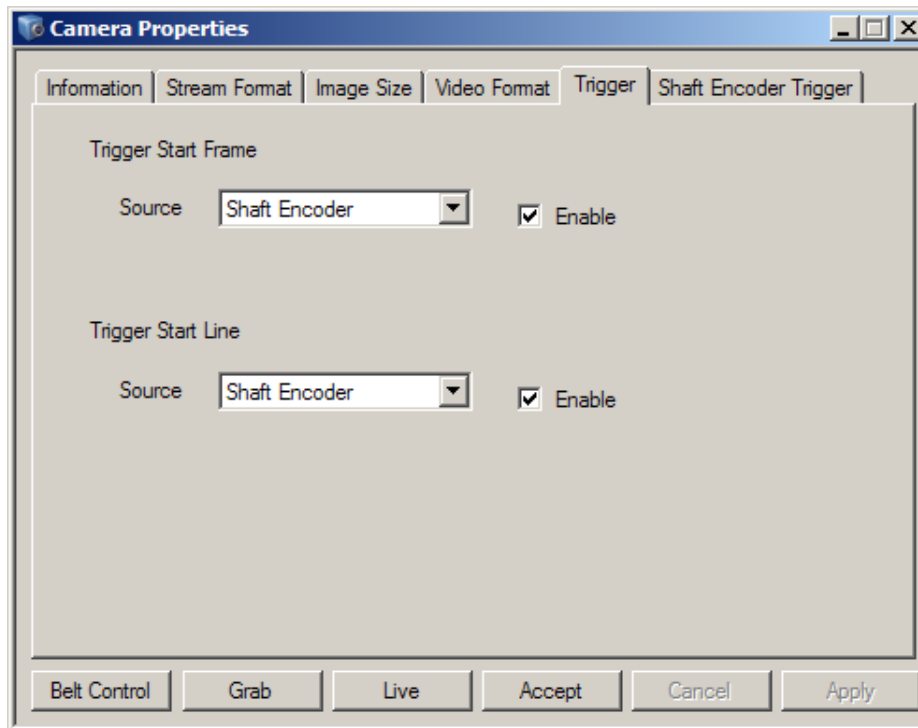 Camera Properties
Information Stream Format Image Size Video Format Trigger Shaft Encoder Trigger
Trigger Start Frame
Source Shaft Encoder Enable
Trigger Start Line
Source Shaft Encoder Enable
Belt Control Grab Live Accept Cancel Apply